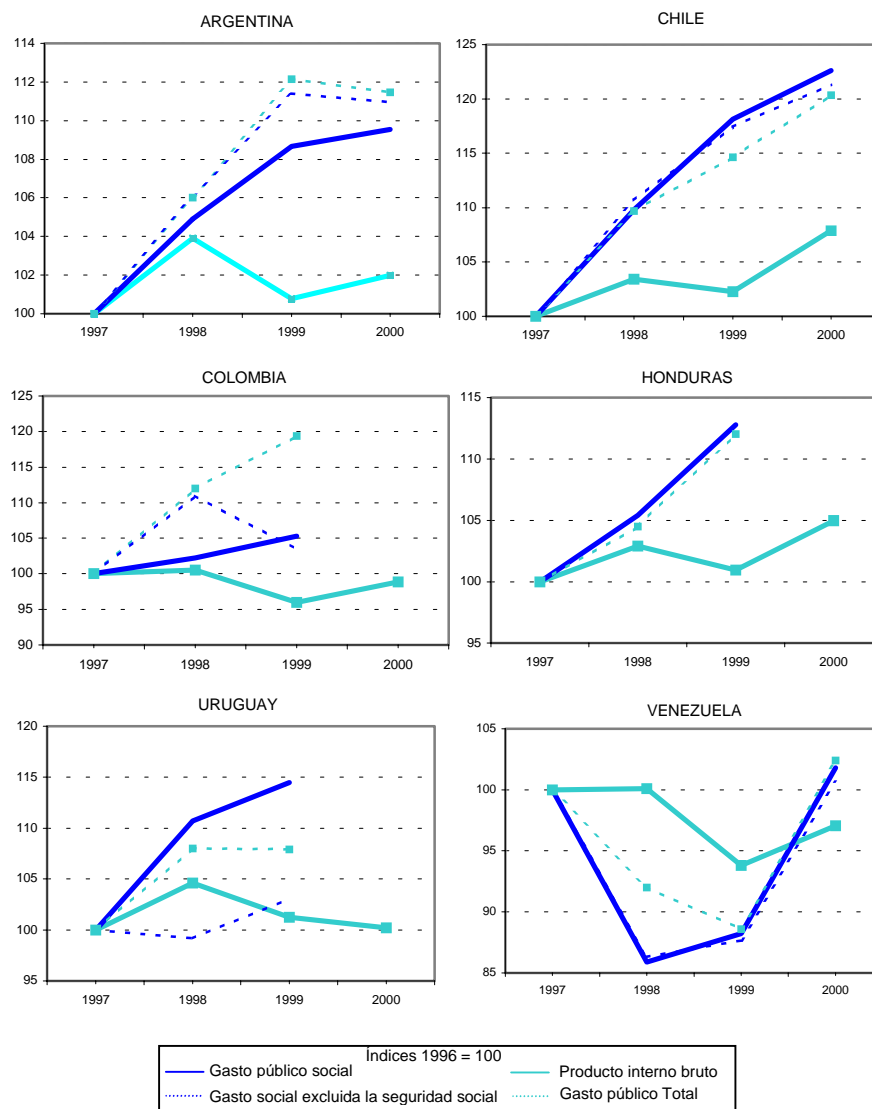 ARGENTINA
114
112
110
108
106
104
102
100
1997 1998 1999 2000
CHILE
125
120
115
110
105
100
1997 1998 1999 2000
COLOMBIA
125
120
115
110
105
100
95
90
1997 1998 1999 2000
HONDURAS
115
110
105
100
95
1997 1998 1999 2000
URUGUAY
120
115
110
105
100
95
1997 1998 1999 2000
VENEZUELA
105
100
95
90
85
1997 1998 1999 2000
Índices 1996 = 100
Gasto público social Producto interno bruto
Gasto social excluida la seguridad social Gasto público Total